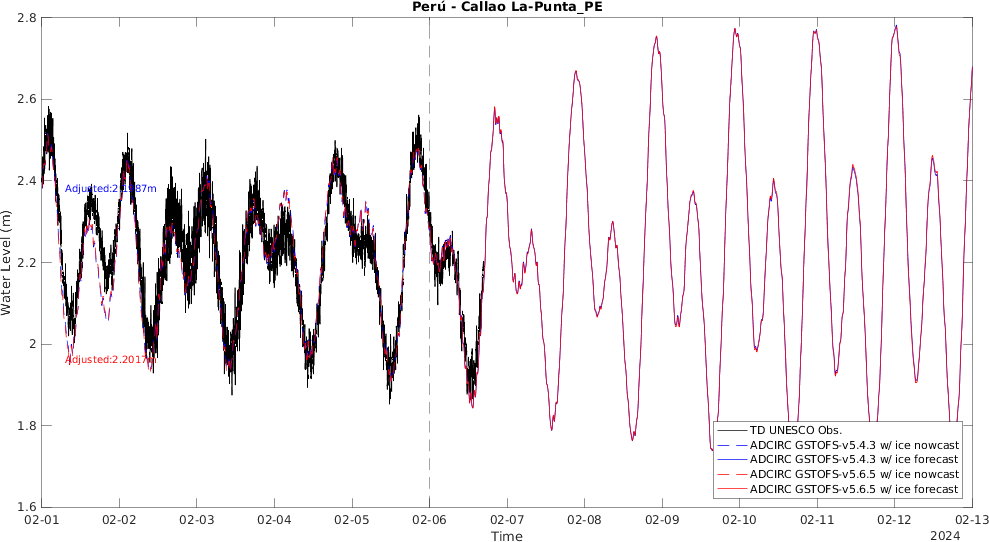 Perú - Callao La-Punta_PE
2.8
2.6
2.4
2.2
2
1.8
1.6
Water Level (m)
Adjusted:2.2017m
TD UNESCO Obs.
ADCIRC GSTOFS-v5.4.3 w/ ice nowcast
ADCIRC GSTOFS-v5.4.3 w/ ice forecast
ADCIRC GSTOFS-v5.6.5 w/ ice nowcast
ADCIRC GSTOFS-v5.6.5 w/ ice forecast
02-01 02-02 02-03 02-04 02-05 02-06 02-07 02-08 02-09 02-10 02-11 02-12 02-13
Time
2024